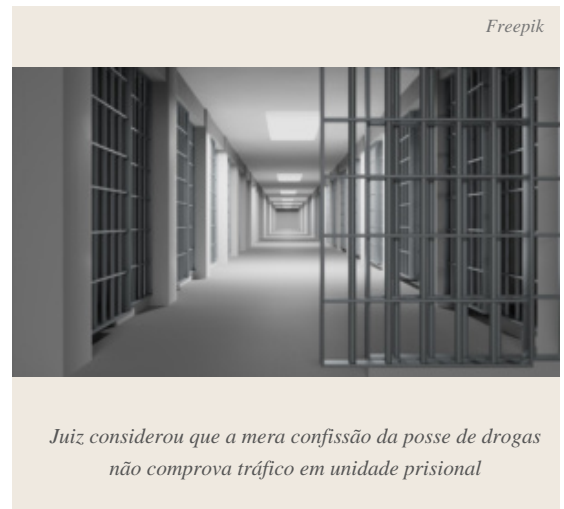 Freepik
Juiz considerou que a mera confissão da posse de drogas
não comprova tráfico em unidade prisional